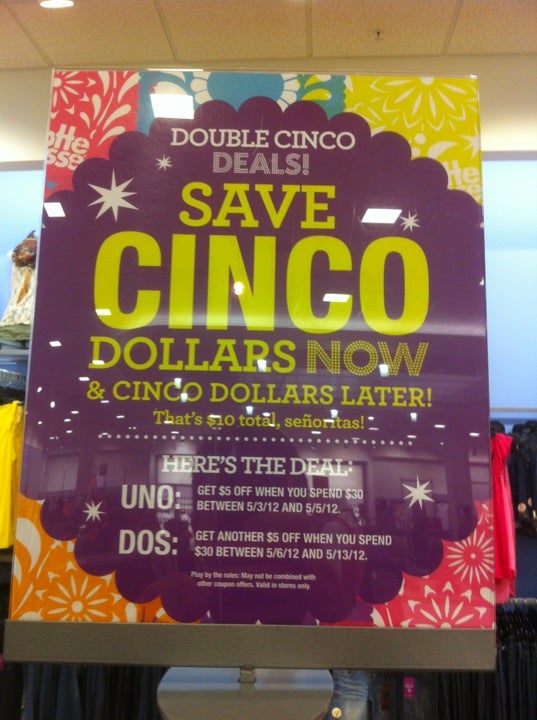 DOUBLE CINCO
DEALS!
SAVE
CINCO
DOLLARS NOW
& CINCO DOLLARS LATER!
That's $10 total, señoritas!
HERE'S THE DEAL:
UNO: GET $5 OFF WHEN YOU SPEND $30
BETWEEN 5/3/12 AND 5/5/12.
DOS: GET ANOTHER $5 OFF WHEN YOU SPEND
$30 BETWEEN 5/6/12 AND 5/13/12.
Play by the rules: May not be combined with
other coupon offers. Valid in stores only.